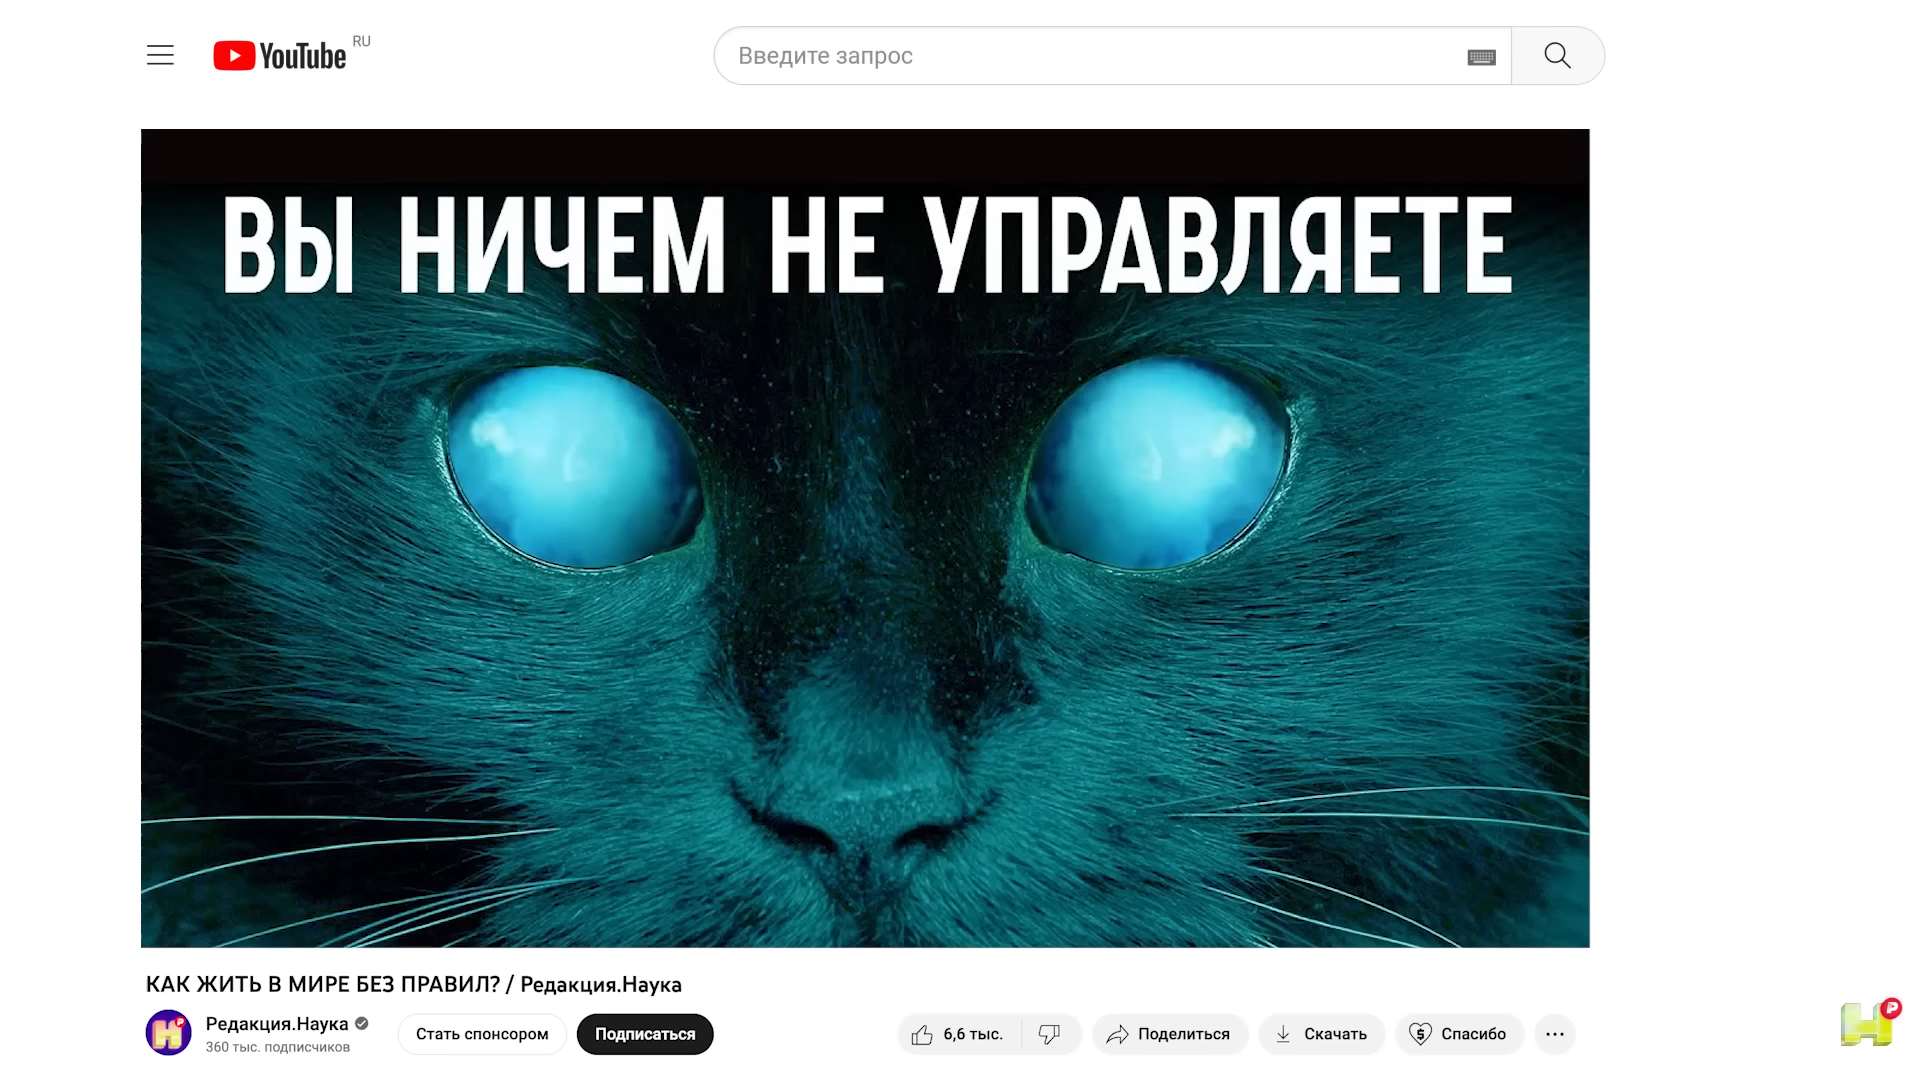 YouTube RU
Введите запрос
ВЫ НИЧЕМ НЕ УПРАВЛЯЕТЕ
КАК ЖИТЬ В МИРЕ БЕЗ ПРАВИЛ? / Редакция.Наука
Редакция.Наука
360 тыс. подписчиков
Стать спонсором
Подписаться
6,6 тыс.
Поделиться
Скачать
Спасибо
Н Р